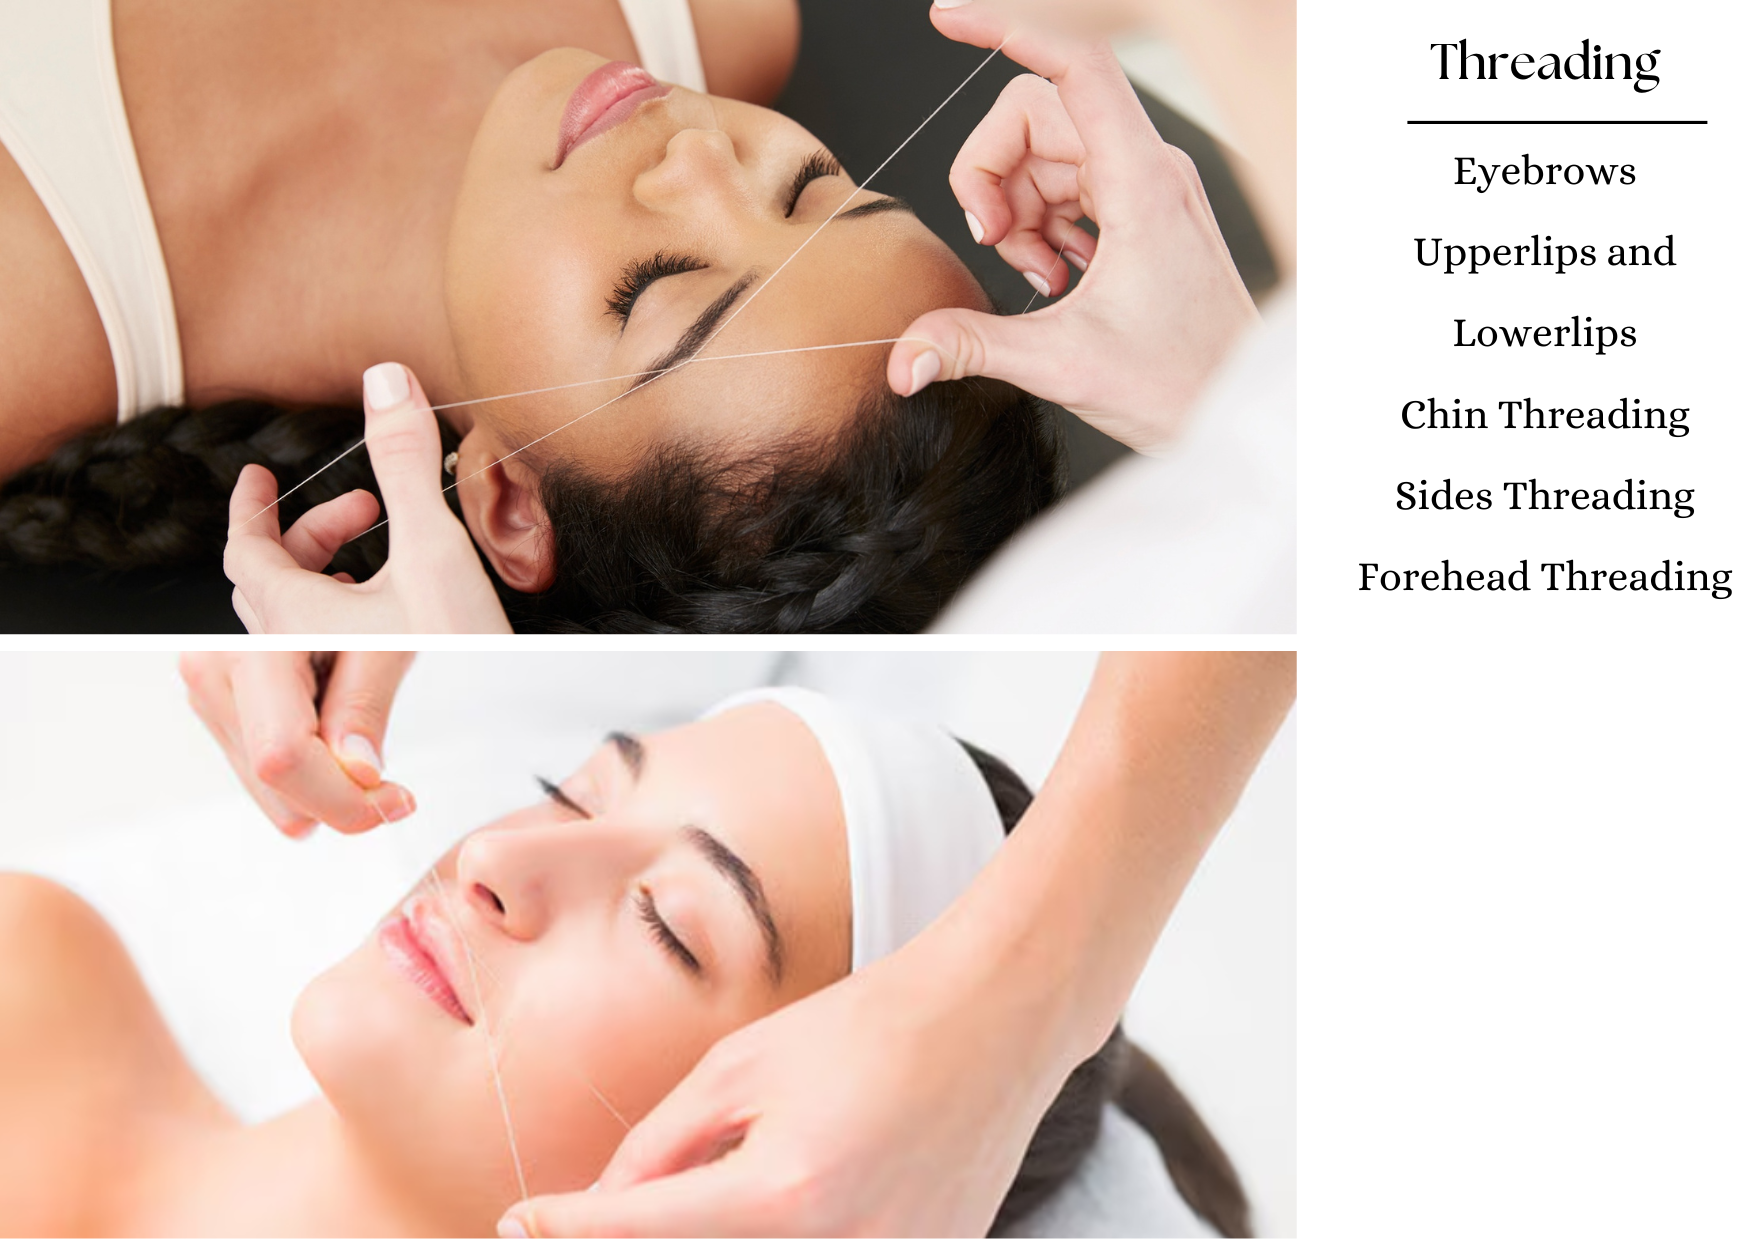 Threading
Eyebrows
Upperlips and
Lowerlips
Chin Threading
Sides Threading
Forehead Threading